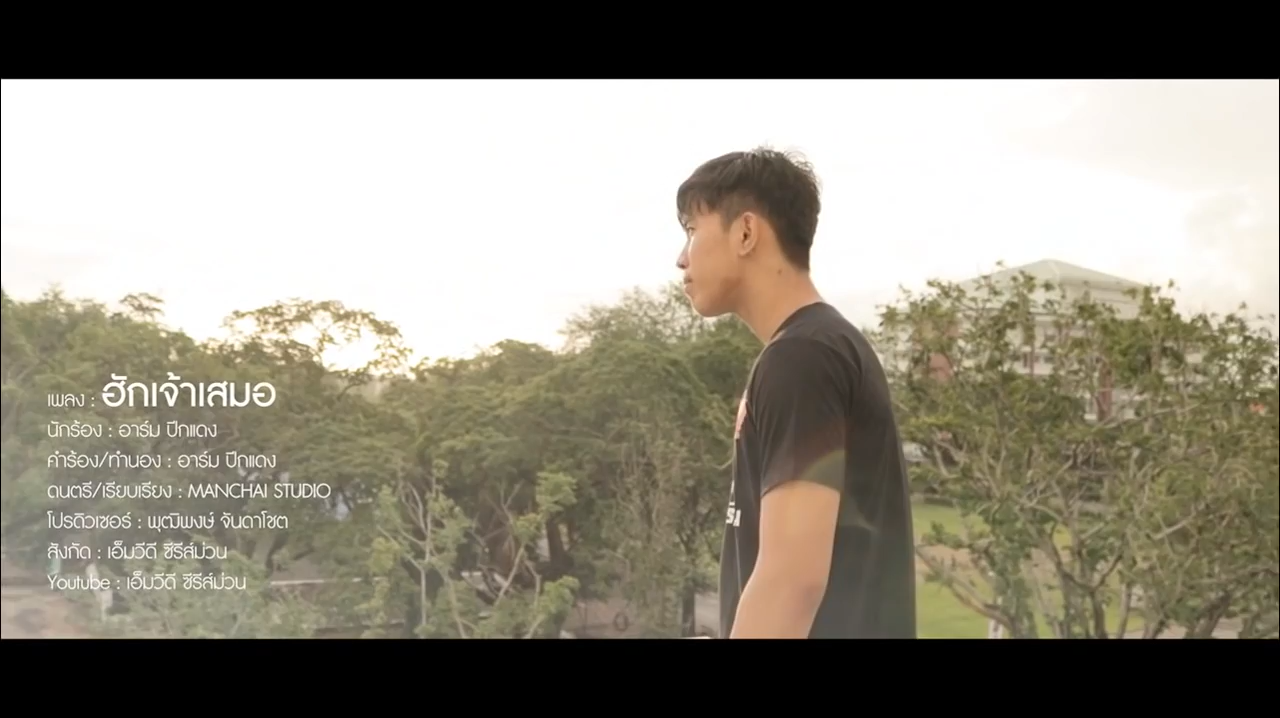 เพลง : ฮักเจ้าเสมอ
นักร้อง : อาร์ม ปีกแดง
คำร้อง/ทำนอง : อาร์ม ปีกแดง
ดนตรี/เรียบเรียง : MANCHAI STUDIO
โปรดิวเซอร์ : พุฒิพงษ์ จันดาโชต
สังกัด : เอ็มวีดี ซีรีส์ม่วน
Youtube : เอ็มวีดี ซีรีส์ม่วน